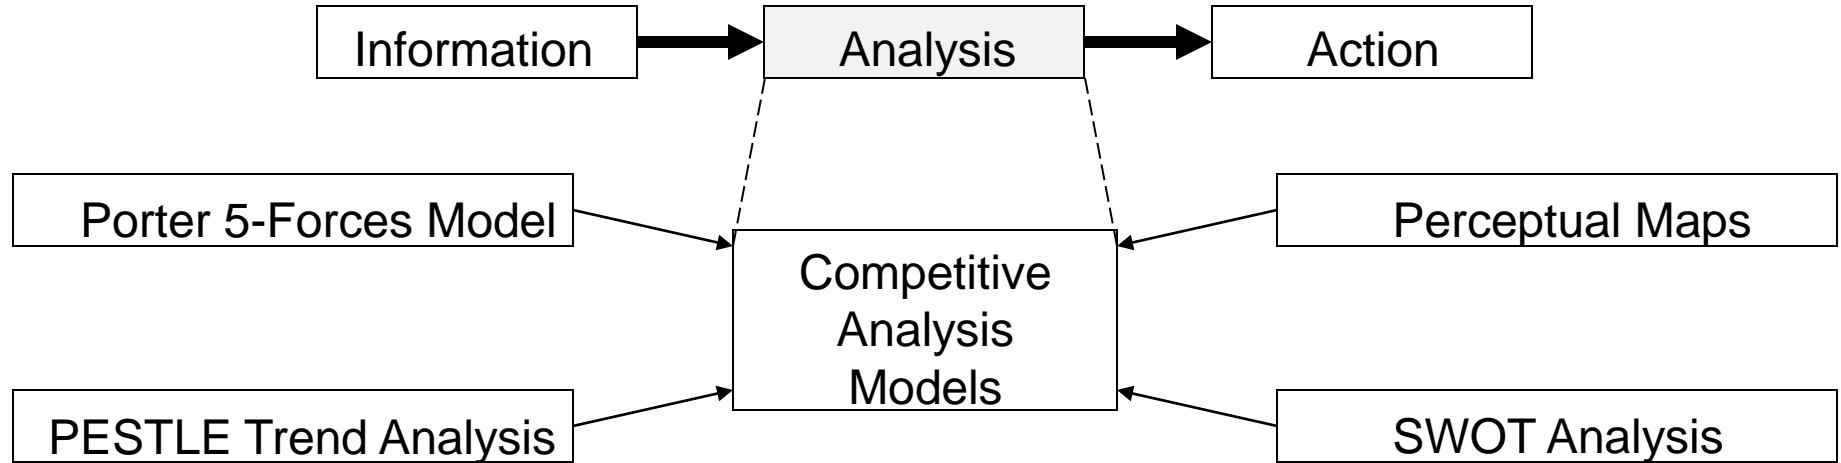 Information
Analysis
Action
Porter 5-Forces Model
Perceptual Maps
Competitive
Analysis
Models
PESTLE Trend Analysis
SWOT Analysis